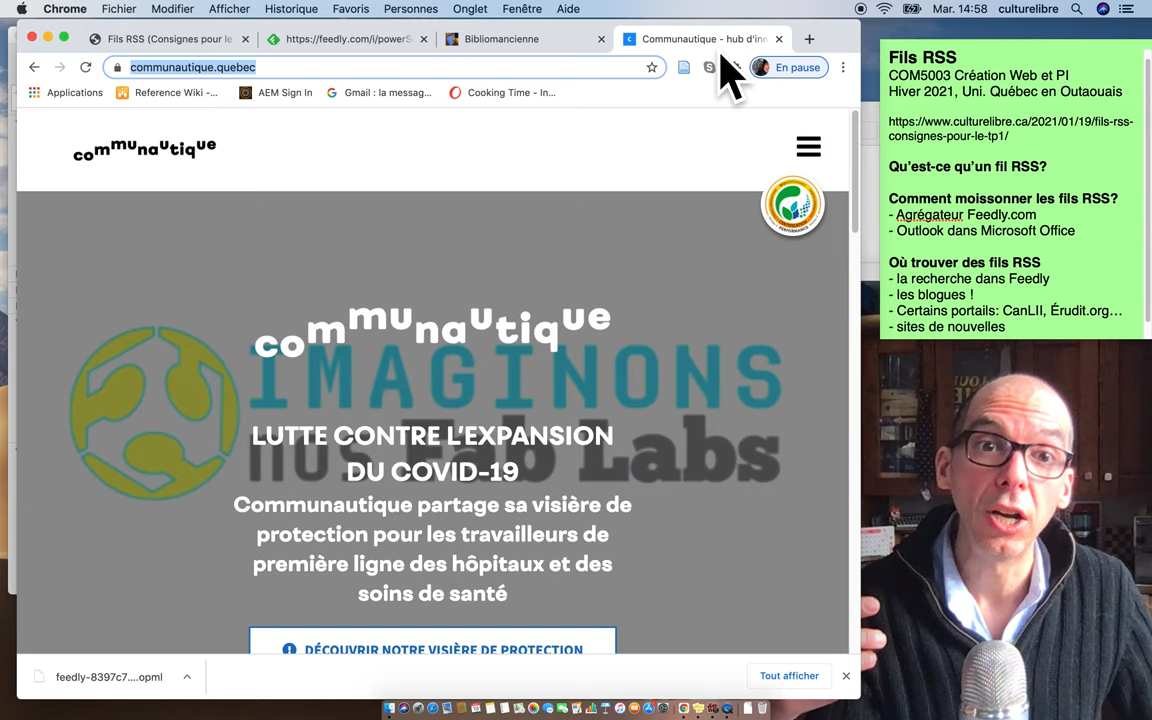 Chrome Fichier Modifier Afficher Historique Favoris Personnes Onglet Fenêtre Aide Mar. 14:58 culturelibre
Fils RSS (Consignes pour le
https://feedly.com/i/powerS
Bibliomancienne
Communautique - hub d'inn
communautique.quebec
En pause
Applications
Reference Wiki -...
AEM Sign In
Gmail : la messag...
Cooking Time - In...
communautique
communautique
IMAGINONS
nos Fab Labs
LUTTE CONTRE L'EXPANSION
DU COVID-19
Communautique partage sa visière de
protection pour les travailleurs de
première ligne des hôpitaux et des
soins de santé
DÉCOUVRIR NOTRE VISIÈRE DE PROTECTION
feedly-8397c7....opml
Tout afficher
Fils RSS
COM5003 Création Web et PI
Hiver 2021, Uni. Québec en Outaouais
https://www.culturelibre.ca/2021/01/19/fils-rss-
consignes-pour-le-tp1/
Qu'est-ce qu'un fil RSS?
Comment moissonner les fils RSS?
- Agrégateur Feedly.com
- Outlook dans Microsoft Office
Où trouver des fils RSS
- la recherche dans Feedly
- les blogues !
- Certains portails: CanLII, Érudit.org...
- sites de nouvelles